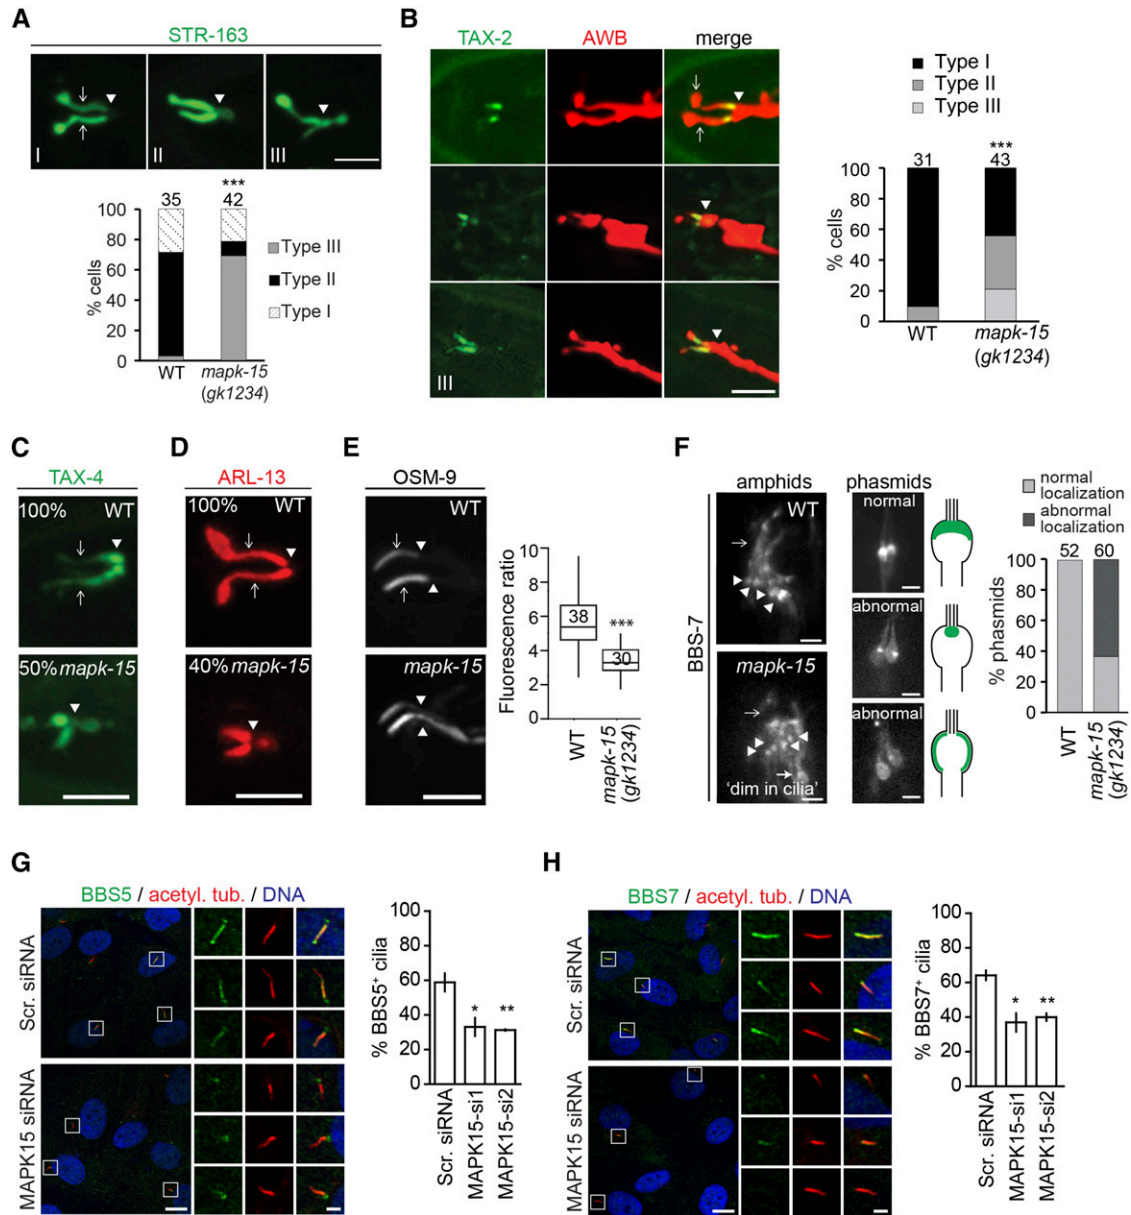 A
STR-163
I
II
III
35
***
42
100
80
60
40
20
0
% cells
WT
mapk-15
(gk1234)
Type III
Type II
Type I
B
TAX-2
AWB
merge
III
Type I
Type II
Type III
31
***
43
100
80
60
40
20
0
% cells
WT
mapk-15
(gk1234)
C
TAX-4
100% WT
50% mapk-15
D
ARL-13
100% WT
40% mapk-15
E
OSM-9
WT
mapk-15
Fluorescence ratio
10
8
6
4
2
0
38
***
30
WT
mapk-15
(gk1234)
F
amphids
phasmids
BBS-7
WT
mapk-15
'dim in cilia'
normal
abnormal
abnormal
normal
localization
abnormal
localization
52
60
% phasmids
100
80
60
40
20
0
WT
mapk-15
(gk1234)
G
BBS5 / acetyl. tub. / DNA
Scr. siRNA
MAPK15 siRNA
% BBS5+ cilia
100
80
60
40
20
0
*
**
Scr. siRNA
MAPK15-si1
MAPK15-si2
H
BBS7 / acetyl. tub. / DNA
Scr. siRNA
MAPK15 siRNA
% BBS7+ cilia
100
80
60
40
20
0
*
**
Scr. siRNA
MAPK15-si1
MAPK15-si2